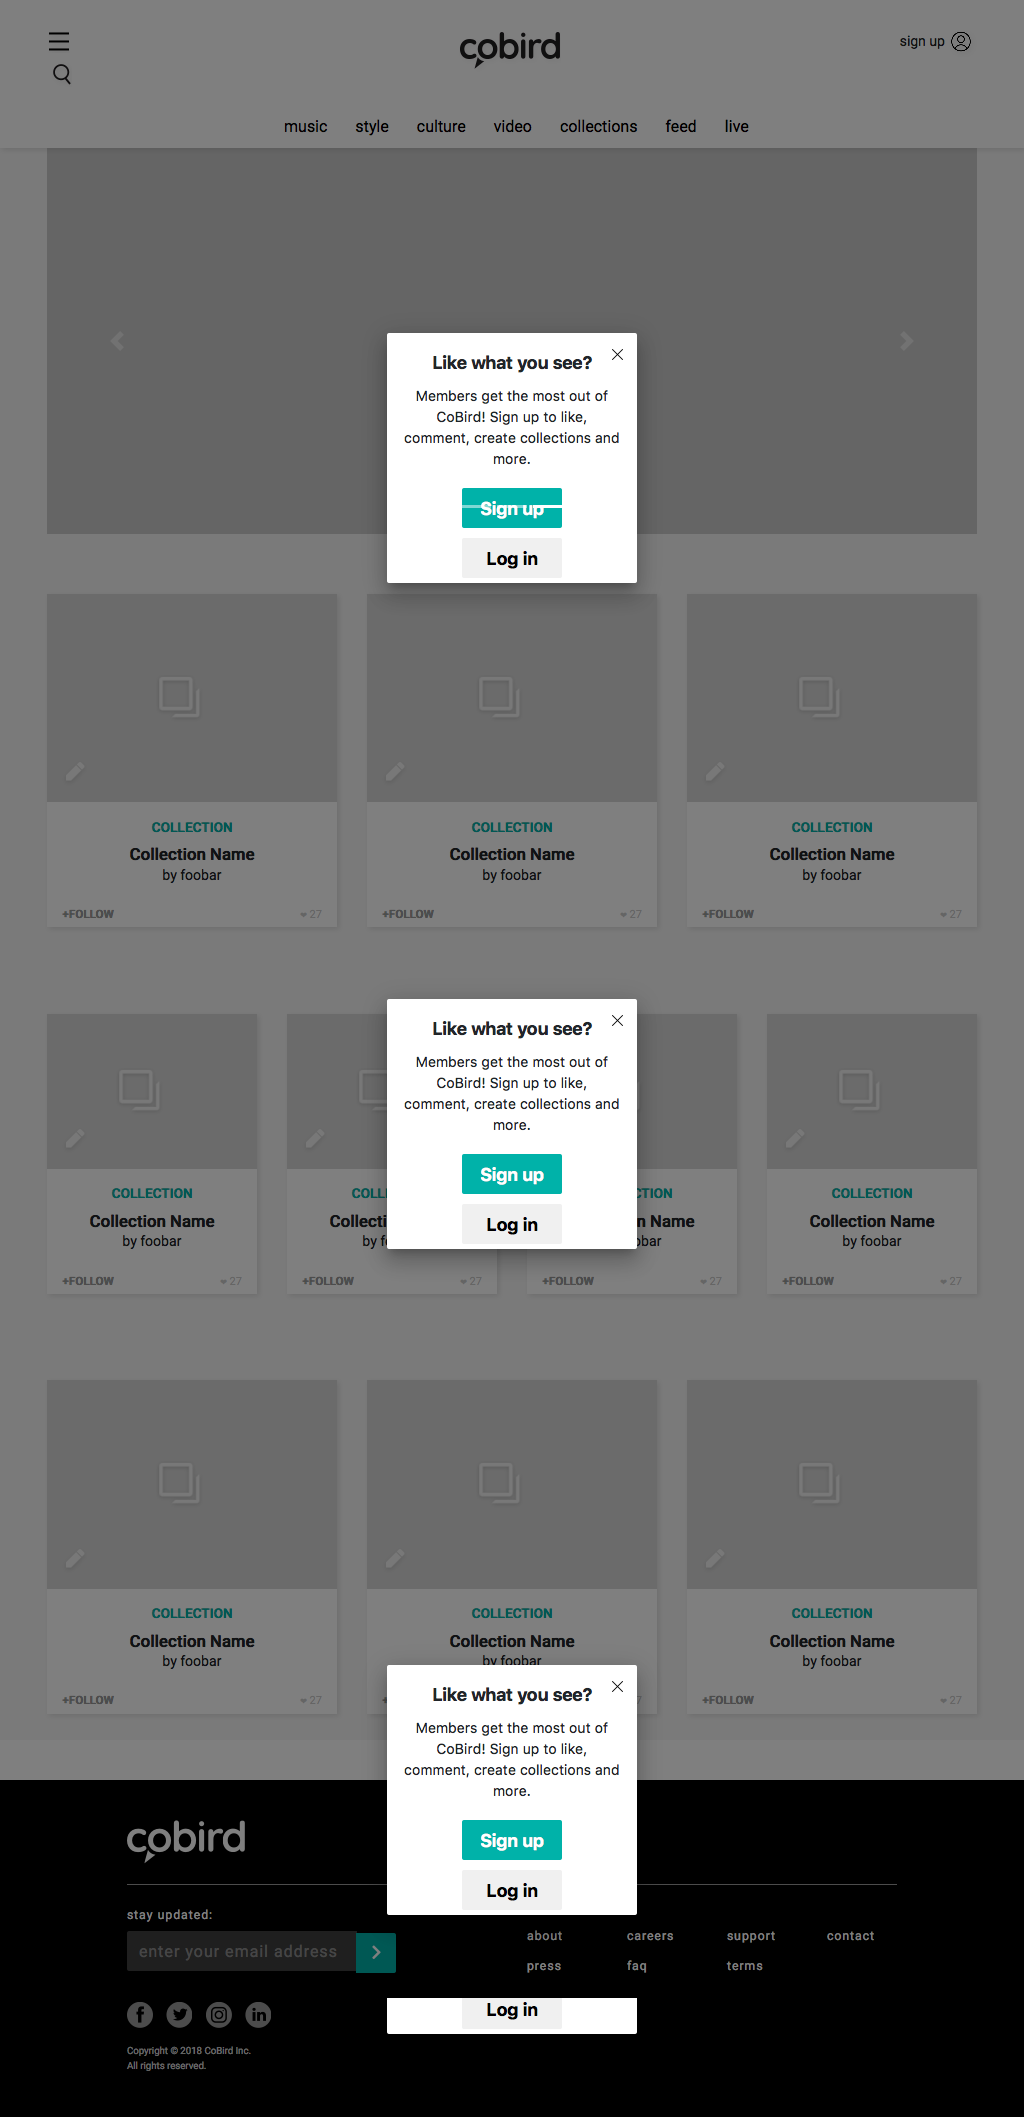 cobird
sign up
music style culture video collections feed live
Like what you see?
Members get the most out of
CoBird! Sign up to like,
comment, create collections and
more.
Sign up
Log in
COLLECTION COLLECTION COLLECTION
Collection Name Collection Name Collection Name
by foobar by foobar by foobar
+FOLLOW 27 +FOLLOW 27 +FOLLOW 27
Like what you see?
Members get the most out of
CoBird! Sign up to like,
comment, create collections and
more.
Sign up
Log in
COLLECTION COLL TION COLLECTION
Collection Name Collecti Name Collection Name
by foobar by f bar by foobar
+FOLLOW 27 +FOLLOW 27 +FOLLOW 27 +FOLLOW 27
COLLECTION COLLECTION COLLECTION
Collection Name Collection Name Collection Name
by foobar by foobar by foobar
+FOLLOW 27 + 7 +FOLLOW 27
Like what you see?
Members get the most out of
CoBird! Sign up to like,
comment, create collections and
more.
Sign up
Log in
cobird
stay updated:
enter your email address
about careers support contact
press faq terms
Log in
Copyright © 2018 CoBird Inc.
All rights reserved.